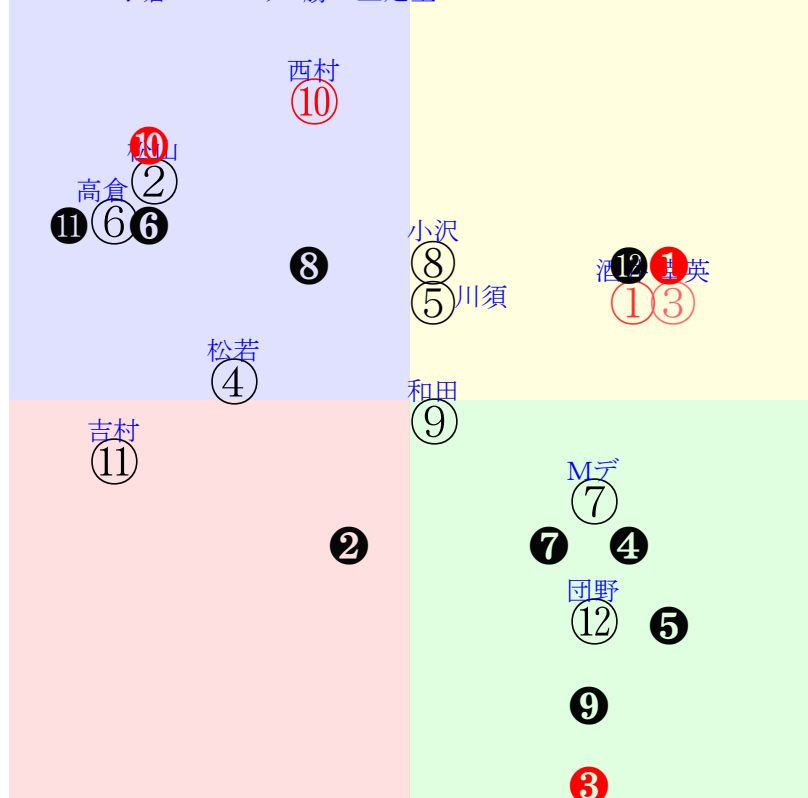 西村
⑩
❿
松山
②
高倉
⓫ ⑥ ❻
小沢
❽ ⑧ ⓬ ❶
⑤ 川須 ① ③
松若
④
和田
⑨
吉村
⑪
Mデ
⑦
❷ ❼ ❹
団野
⑫ ❺
❾
❸